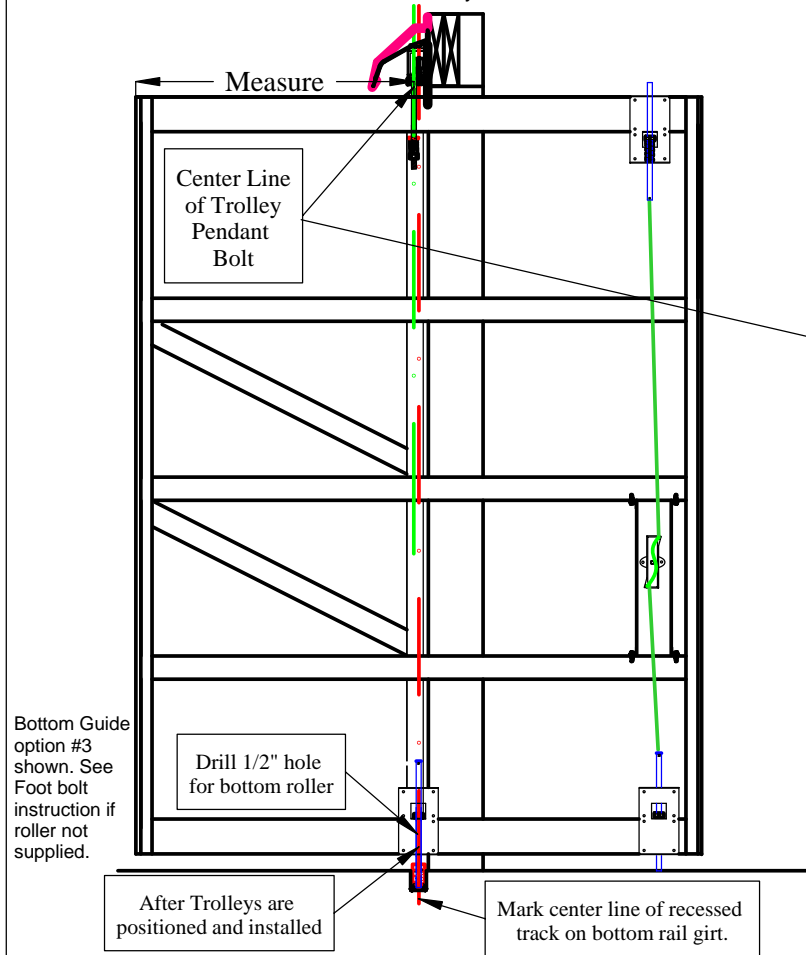 Measure
Center Line
of Trolley
Pendant
Bolt
Bottom Guide
option #3
shown. See
Foot bolt
instruction if
roller not
supplied.
Drill 1/2" hole
for bottom roller
After Trolleys are
positioned and installed
Mark center line of recessed
track on bottom rail girt.